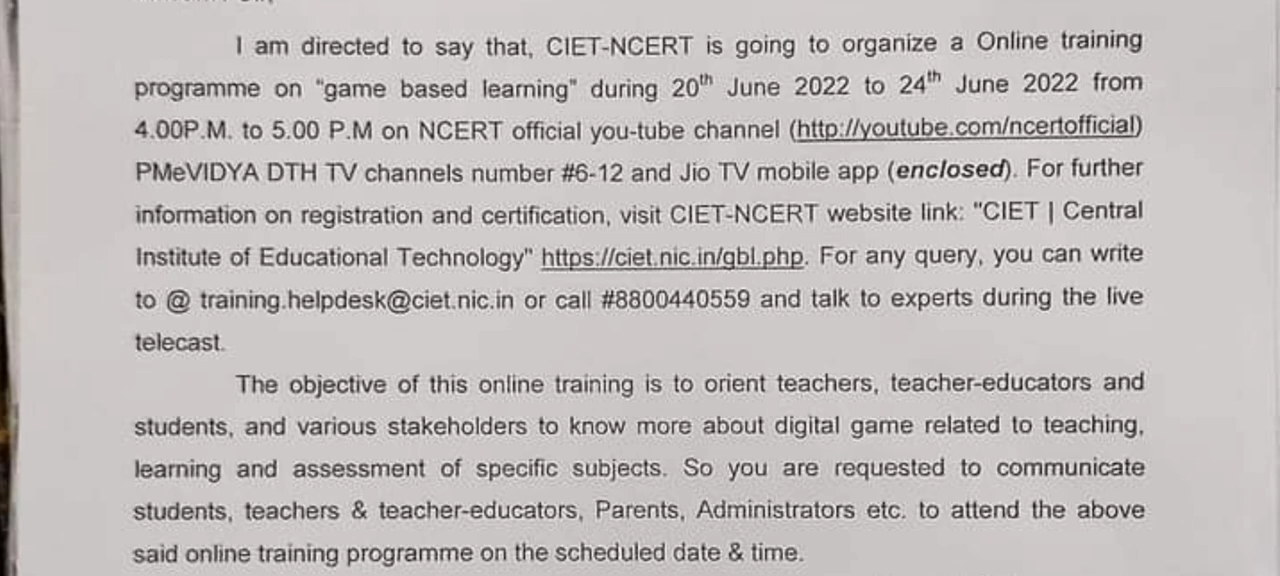 I am directed to say that, CIET-NCERT is going to organize a Online training
programme on "game based learning" during 20th June 2022 to 24th June 2022 from
4.00P.M. to 5.00 P.M on NCERT official you-tube channel (http://youtube.com/ncertofficial)
PMeVIDYA DTH TV channels number #6-12 and Jio TV mobile app (enclosed). For further
information on registration and certification, visit CIET-NCERT website link: "CIET | Central
Institute of Educational Technology" https://ciet.nic.in/gbl.php. For any query, you can write
to @ training.helpdesk@ciet.nic.in or call #8800440559 and talk to experts during the live
telecast.
The objective of this online training is to orient teachers, teacher-educators and
students, and various stakeholders to know more about digital game related to teaching,
learning and assessment of specific subjects. So you are requested to communicate
students, teachers & teacher-educators, Parents, Administrators etc. to attend the above
said online training programme on the scheduled date & time.